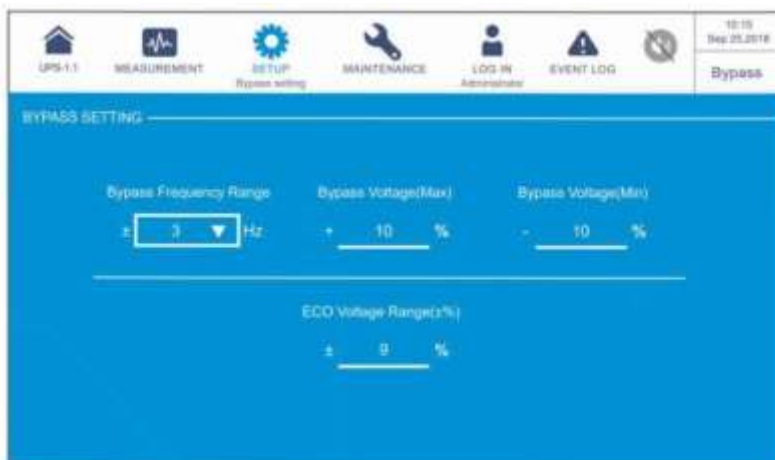 UPS-1.1
MEASUREMENT
SETUP
Bypass setting
MAINTENANCE
LOG IN
Administrator
EVENT LOG
10:15
Sep 25,2018
Bypass
BYPASS SETTING
Bypass Frequency Range
Bypass Voltage(Max)
Bypass Voltage(Min)
± 3 Hz
+ 10 %
- 10 %
ECO Voltage Range(±%)
± 9 %